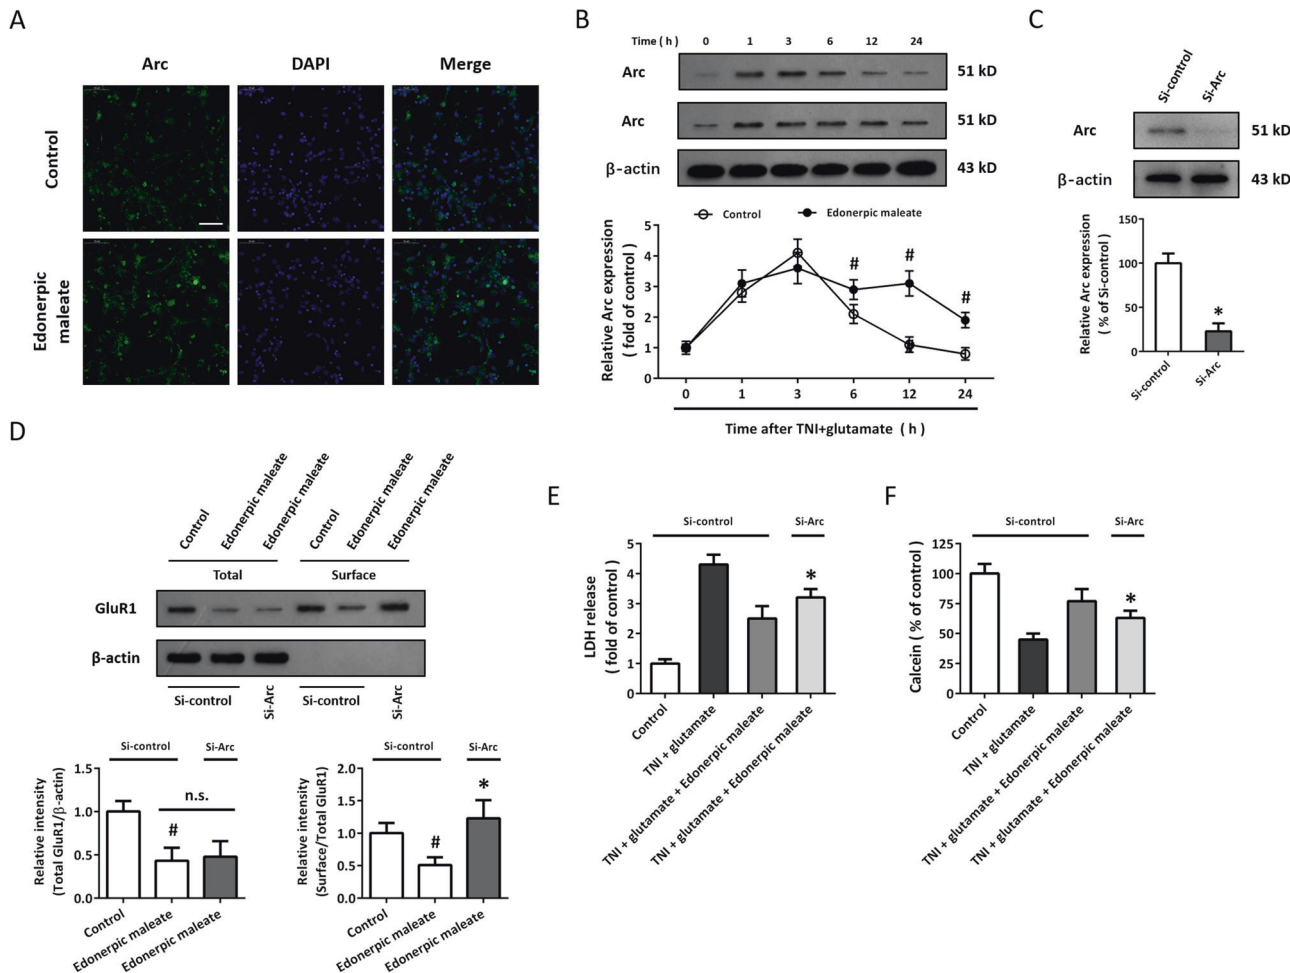 A
Arc
DAPI
Merge
Control
Edonerpic
maleate
B
Time ( h )
0
1
3
6
12
24
Arc
51 kD
Arc
51 kD
β-actin
43 kD
Control
Edonerpic maleate
Relative Arc expression
( fold of control )
5
4
3
2
1
0
#
#
#
0
1
3
6
12
24
Time after TNI+glutamate ( h )
C
Si-control
Si-Arc
Arc
51 kD
β-actin
43 kD
Relative Arc expression
( % of Si-control )
150
100
50
0
*
Si-control
Si-Arc
D
Control
Edonerpic maleate
Edonerpic maleate
Control
Edonerpic maleate
Edonerpic maleate
Total
Surface
GluR1
β-actin
Si-control
Si-Arc
Si-control
Si-Arc
Si-control
Si-Arc
Relative intensity
(Total GluR1/β-actin)
1.5
1.0
0.5
0.0
n.s.
#
Control
Edonerpic maleate
Edonerpic maleate
Si-control
Si-Arc
Relative intensity
(Surface/Total GluR1)
2.0
1.5
1.0
0.5
0.0
#
*
Control
Edonerpic maleate
Edonerpic maleate
E
Si-control
Si-Arc
LDH release
( fold of control )
5
4
3
2
1
0
*
Control
TNI + glutamate
TNI + glutamate + Edonerpic maleate
TNI + glutamate + Edonerpic maleate
F
Si-control
Si-Arc
Calcein ( % of control )
125
100
75
50
25
0
*
Control
TNI + glutamate
TNI + glutamate + Edonerpic maleate
TNI + glutamate + Edonerpic maleate